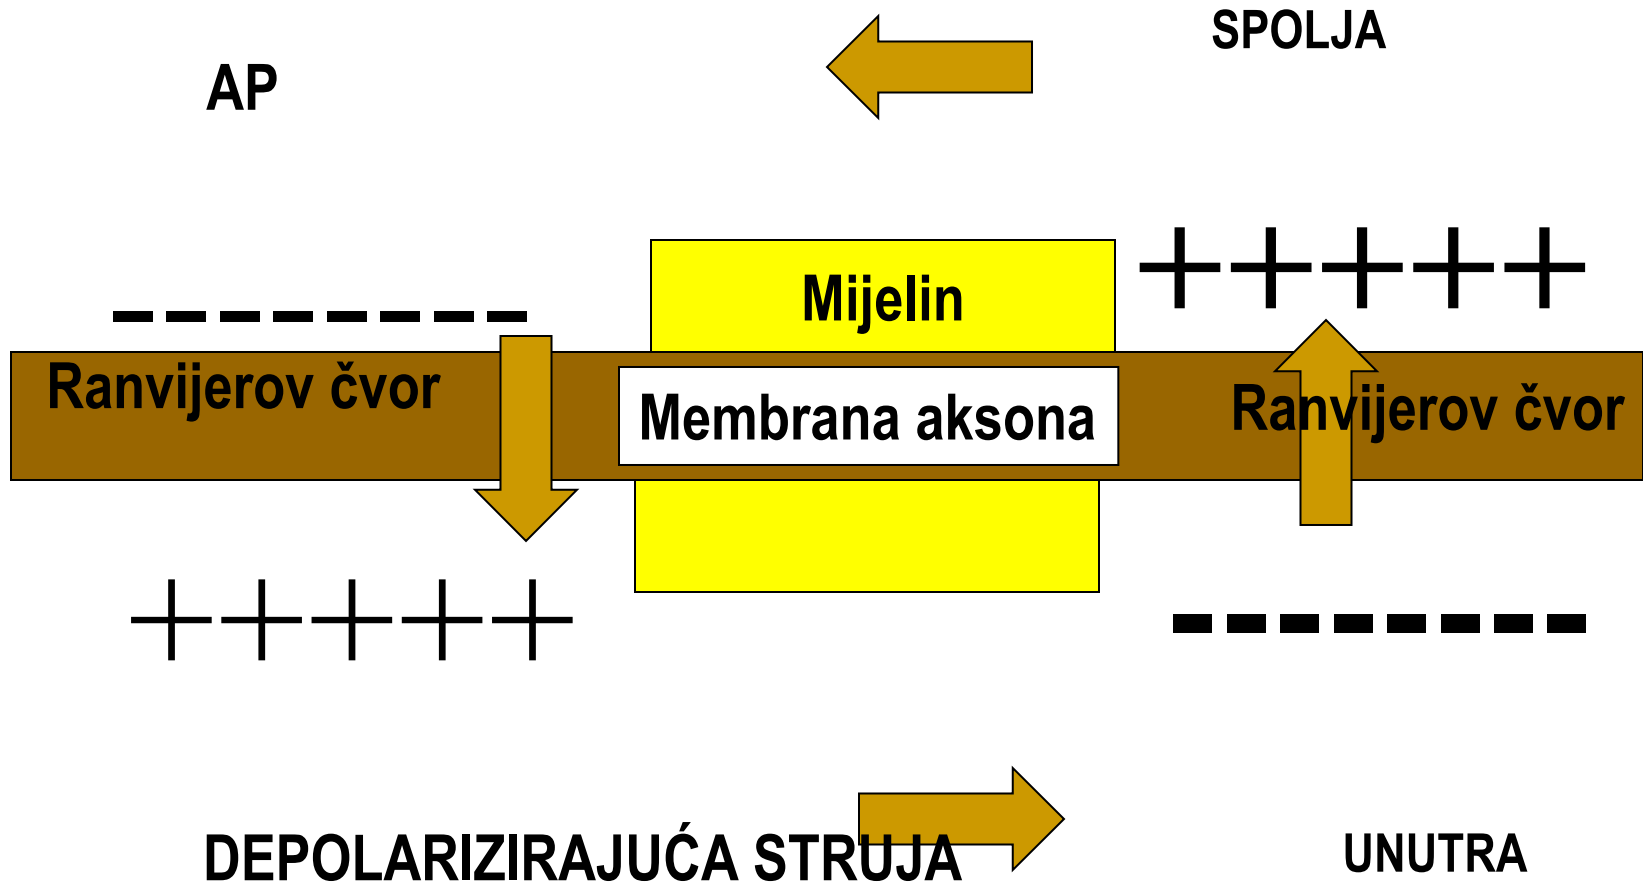 SPOLJA
AP
Mijelin
Ranvijerov čvor
Membrana aksona
Ranvijerov čvor
DEPOLARIZIRAJUĆA STRUJA
UNUTRA